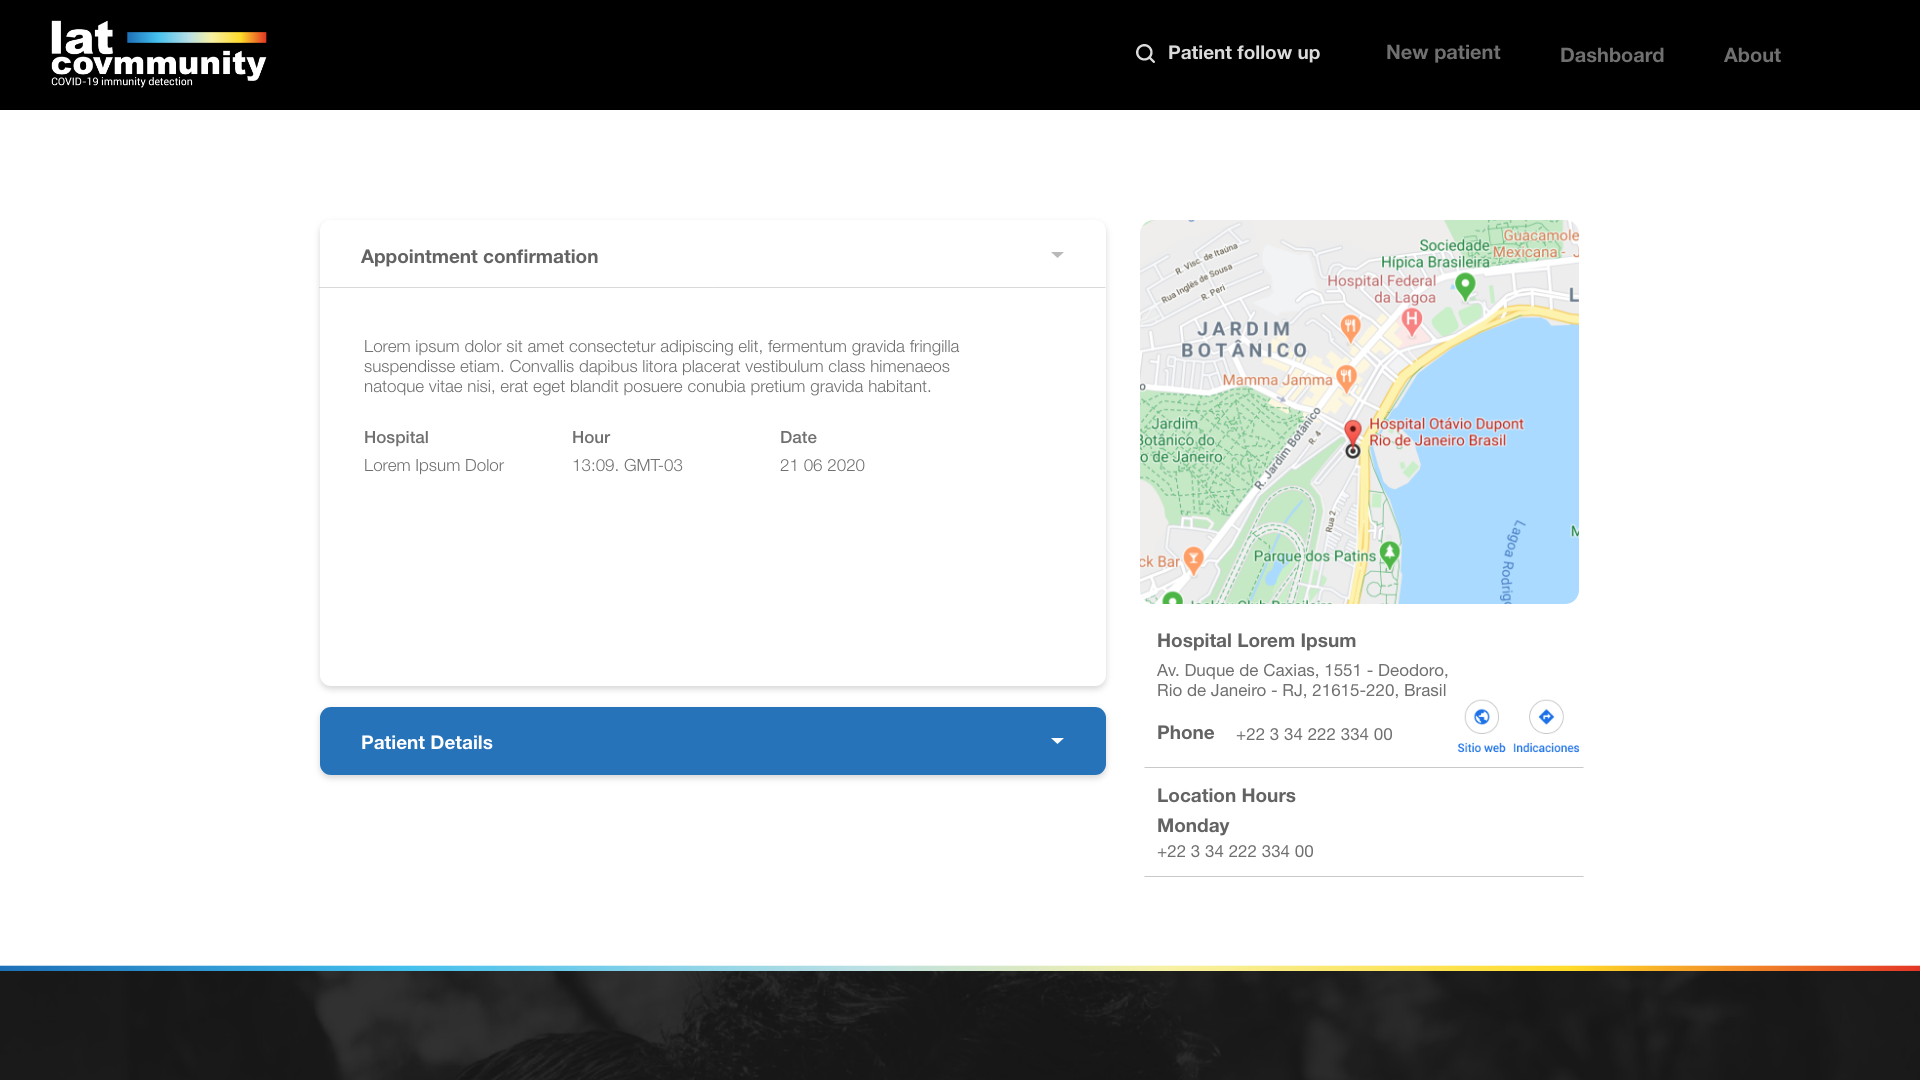 lat
covmmunity
COVID-19 immunity detection
Patient follow up
New patient
Dashboard
About
Appointment confirmation
Lorem ipsum dolor sit amet consectetur adipiscing elit, fermentum gravida fringilla
suspendisse etiam. Convallis dapibus litora placerat vestibulum class himenaeos
natoque vitae nisi, erat eget blandit posuere conubia pretium gravida habitant.
Hospital
Hour
Date
Lorem Ipsum Dolor
13:09. GMT-03
21 06 2020
Patient Details
Guacamole
Mexicana - J
Sociedade
Hípica Brasileira
R. Visc. de Itaúna
Rua Inglês de Sousa
R. Peri
Hospital Federal
da Lagoa
H
L
JARDIM
BOTÂNICO
Mamma Jamma
o
Jardim
Botânico do
o de Janeiro
R. Jardim Botânico
R. 4
Hospital Otávio Dupont
Rio de Janeiro Brasil
Rua 2
Lagoa Rodrig
ck Bar
Parque dos Patins
Hospital Lorem Ipsum
Av. Duque de Caxias, 1551 - Deodoro,
Rio de Janeiro - RJ, 21615-220, Brasil
Phone
+22 3 34 222 334 00
Sitio web
Indicaciones
Location Hours
Monday
+22 3 34 222 334 00